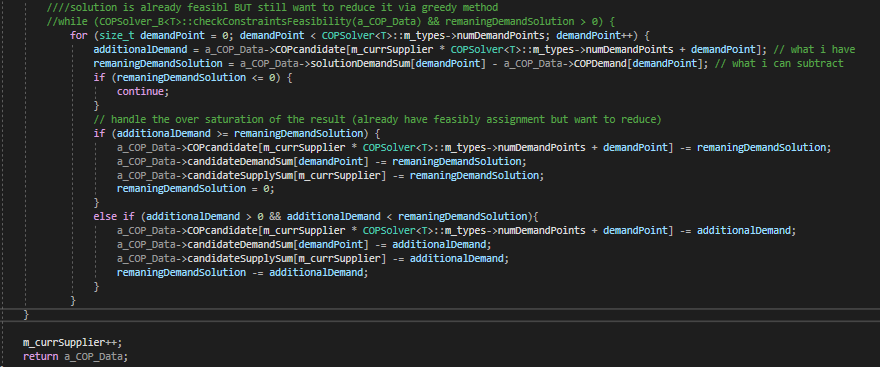 ////solution is already feasibl BUT still want to reduce it via greedy method
//while (COPSolver_B<T>::checkConstraintsFeasibility(a_COP_Data) && remainingDemandSolution > 0) {
for (size_t demandPoint = 0; demandPoint < COPSolver<T>::m_types->numDemandPoints; demandPoint++) {
additionalDemand = a_COP_Data->COPcandidate[m_currSupplier * COPSolver<T>::m_types->numDemandPoints + demandPoint]; // what i have
remaningDemandSolution = a_COP_Data->solutionDemandSum[demandPoint] - a_COP_Data->COPDemand[demandPoint]; // what i can subtract
if (remaningDemandSolution <= 0) {
continue;
}
// handle the over saturation of the result (already have feasibly assignment but want to reduce)
if (additionalDemand >= remaningDemandSolution) {
a_COP_Data->COPcandidate[m_currSupplier * COPSolver<T>::m_types->numDemandPoints + demandPoint] -= remaningDemandSolution;
a_COP_Data->candidateDemandSum[demandPoint] -= remaningDemandSolution;
a_COP_Data->candidateSupplySum[m_currSupplier] -= remaningDemandSolution;
remaningDemandSolution = 0;
}
else if (additionalDemand > 0 && additionalDemand < remaningDemandSolution){
a_COP_Data->COPcandidate[m_currSupplier * COPSolver<T>::m_types->numDemandPoints + demandPoint] -= additionalDemand;
a_COP_Data->candidateDemandSum[demandPoint] -= additionalDemand;
a_COP_Data->candidateSupplySum[m_currSupplier] -= additionalDemand;
remaningDemandSolution -= additionalDemand;
}
}
}
m_currSupplier++;
return a_COP_Data;